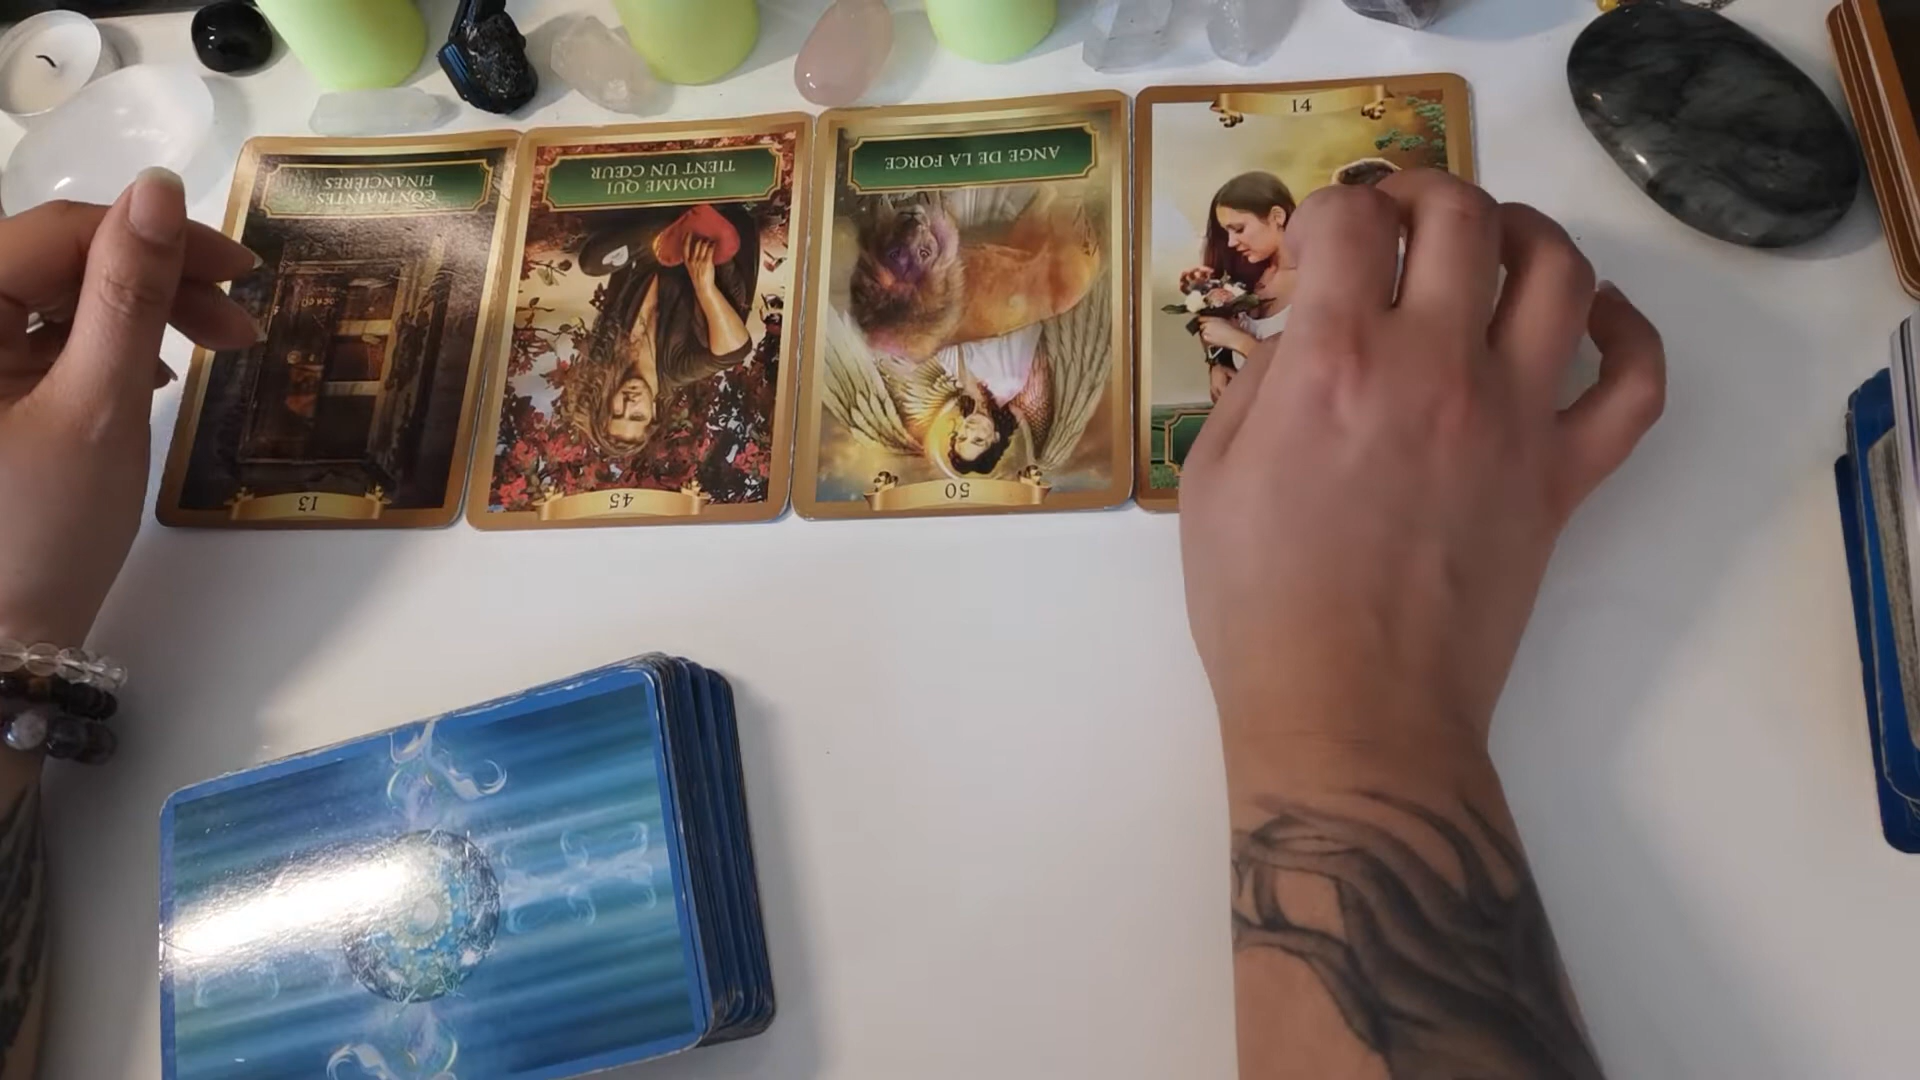 CONTRAINTES
FINANCIÈRES
13
HOMME QUI
TIENT UN CŒUR
45
ANGE DE LA FORCE
50
14